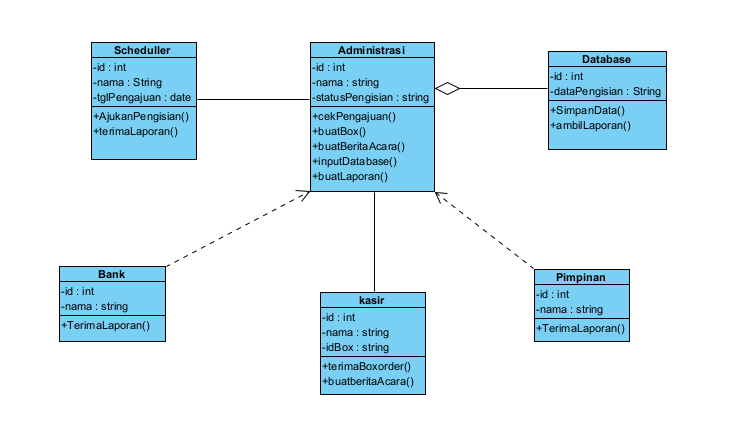 Scheduller
-id : int
-nama : String
-tglPengajuan : date
+AjukanPengisian()
+terimaLaporan()
Administrasi
-id : int
-nama : string
-statusPengisian : string
+cekPengajuan()
+buatBox()
+buatBeritaAcara()
+inputDatabase()
+buatLaporan()
Database
-id : int
-dataPengisian : String
+SimpanData()
+ambilLaporan()
Bank
-id : int
-nama : string
+TerimaLaporan()
kasir
-id : int
-nama : string
-idBox : string
+terimaBoxorder()
+buatberitaAcara()
Pimpinan
-id : int
-nama : string
+TerimaLaporan()